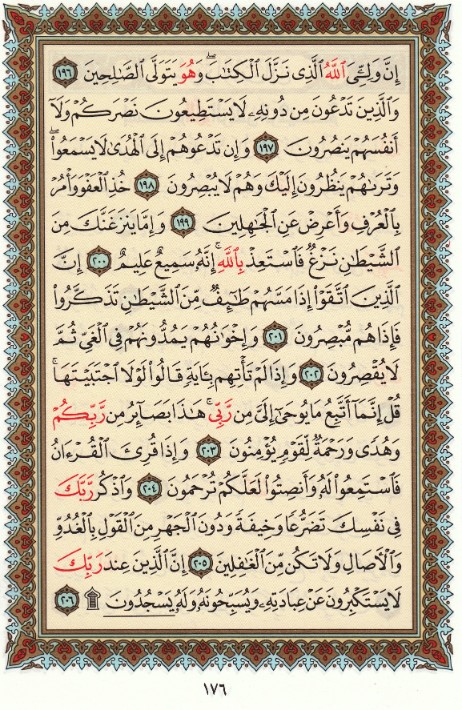 إِنَّ وَلِـِّۧيَ ٱللَّهُ ٱلَّذِى نَزَّلَ ٱلْكِتَٰبَ ۖ وَهُوَ يَتَوَلَّى ٱلصَّٰلِحِينَ ١٩٦
وَٱلَّذِينَ تَدْعُونَ مِن دُونِهِۦ لَا يَسْتَطِيعُونَ نَصْرَكُمْ وَلَآ
أَنفُسَهُمْ يَنصُرُونَ ١٩٧ وَإِن تَدْعُوهُمْ إِلَى ٱلْهُدَىٰ لَا يَسْمَعُوا۟ ۖ
وَتَرَىٰهُمْ يَنظُرُونَ إِلَيْكَ وَهُمْ لَا يُبْصِرُونَ ١٩٨ خُذِ ٱلْعَفْوَ وَأْمُرْ
بِٱلْعُرْفِ وَأَعْرِضْ عَنِ ٱلْجَٰهِلِينَ ١٩٩ وَإِمَّا يَنزَغَنَّكَ مِنَ
ٱلشَّيْطَٰنِ نَزْغٌ فَٱسْتَعِذْ بِٱللَّهِ ۚ إِنَّهُۥ سَمِيعٌ عَلِيمٌ ٢٠٠ إِنَّ
ٱلَّذِينَ ٱتَّقَوْا۟ إِذَا مَسَّهُمْ طَٰٓئِفٌ مِّنَ ٱلشَّيْطَٰنِ تَذَكَّرُوا۟
فَإِذَا هُم مُّبْصِرُونَ ٢٠١ وَإِخْوَٰنُهُمْ يَمُدُّونَهُمْ فِى ٱلْغَىِّ ثُمَّ
لَا يُقْصِرُونَ ٢٠٢ وَإِذَا لَمْ تَأْتِهِم بِـَٔايَةٍ قَالُوا۟ لَوْلَا ٱجْتَبَيْتَهَا ۚ
قُلْ إِنَّمَآ أَتَّبِعُ مَا يُوحَىٰٓ إِلَىَّ مِن رَّبِّى ۚ هَٰذَا بَصَآئِرُ مِن رَّبِّكُمْ
وَهُدًى وَرَحْمَةٌ لِّقَوْمٍ يُؤْمِنُونَ ٢٠٣ وَإِذَا قُرِئَ ٱلْقُرْءَانُ
فَٱسْتَمِعُوا۟ لَهُۥ وَأَنصِتُوا۟ لَعَلَّكُمْ تُرْحَمُونَ ٢٠٤ وَٱذْكُر رَّبَّكَ
فِى نَفْسِكَ تَضَرُّعًا وَخِيفَةً وَدُونَ ٱلْجَهْرِ مِنَ ٱلْقَوْلِ بِٱلْغُدُوِّ
وَٱلْءَاصَالِ وَلَا تَكُن مِّنَ ٱلْغَٰفِلِينَ ٢٠٥ إِنَّ ٱلَّذِينَ عِندَ رَبِّكَ
لَا يَسْتَكْبِرُونَ عَنْ عِبَادَتِهِۦ وَيُسَبِّحُونَهُۥ وَلَهُۥ يَسْجُدُونَ ۩ ٢٠٦
١٧٦